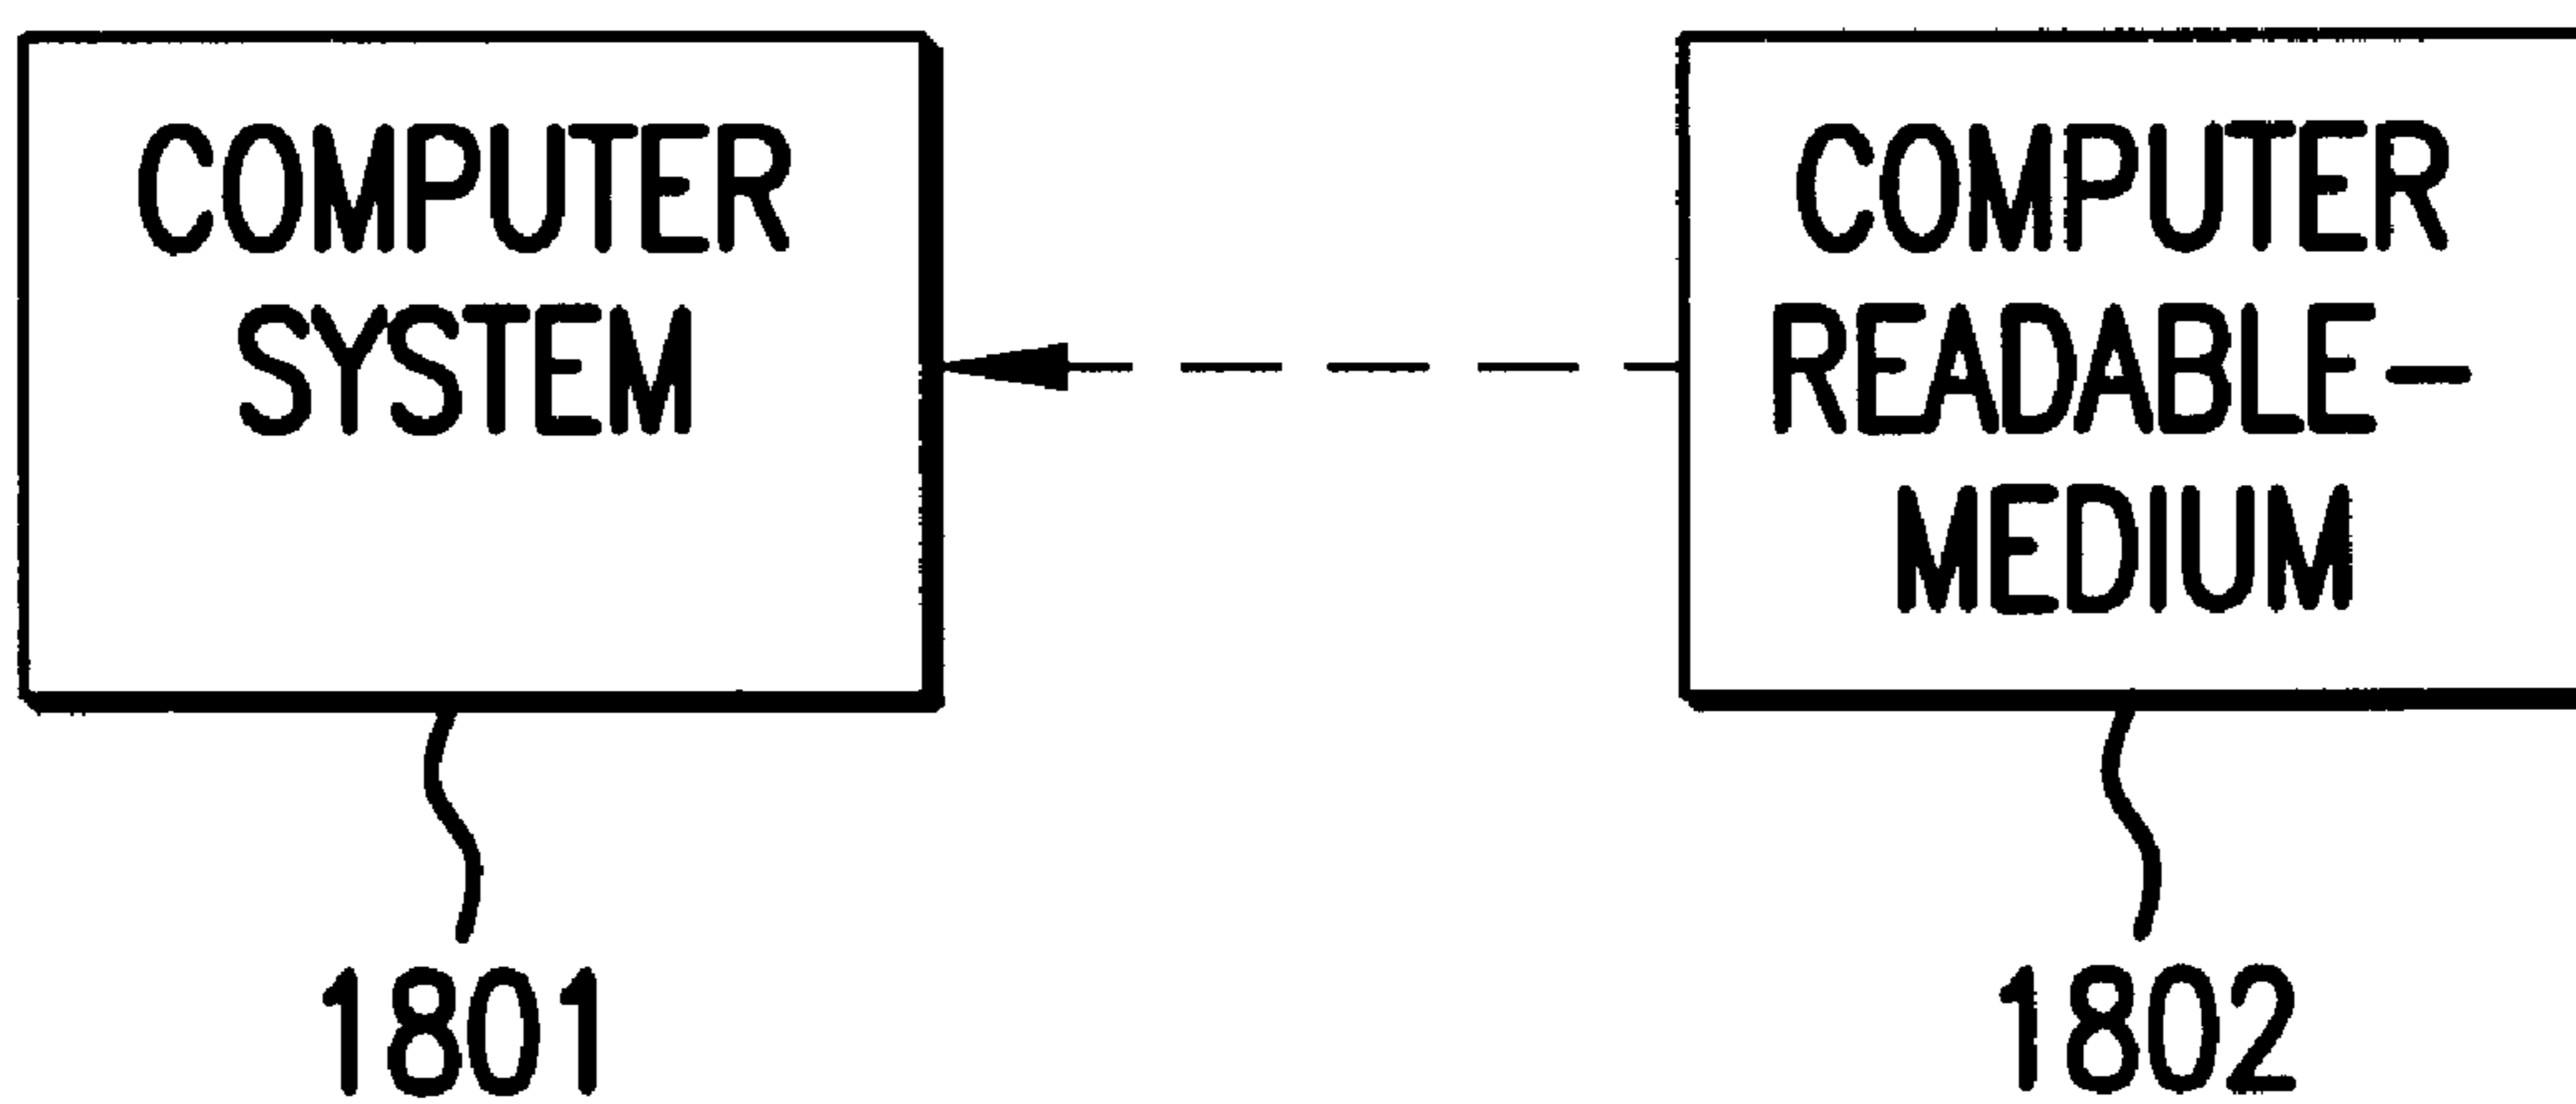 COMPUTER
SYSTEM
COMPUTER
READABLE-
MEDIUM
1801
1802